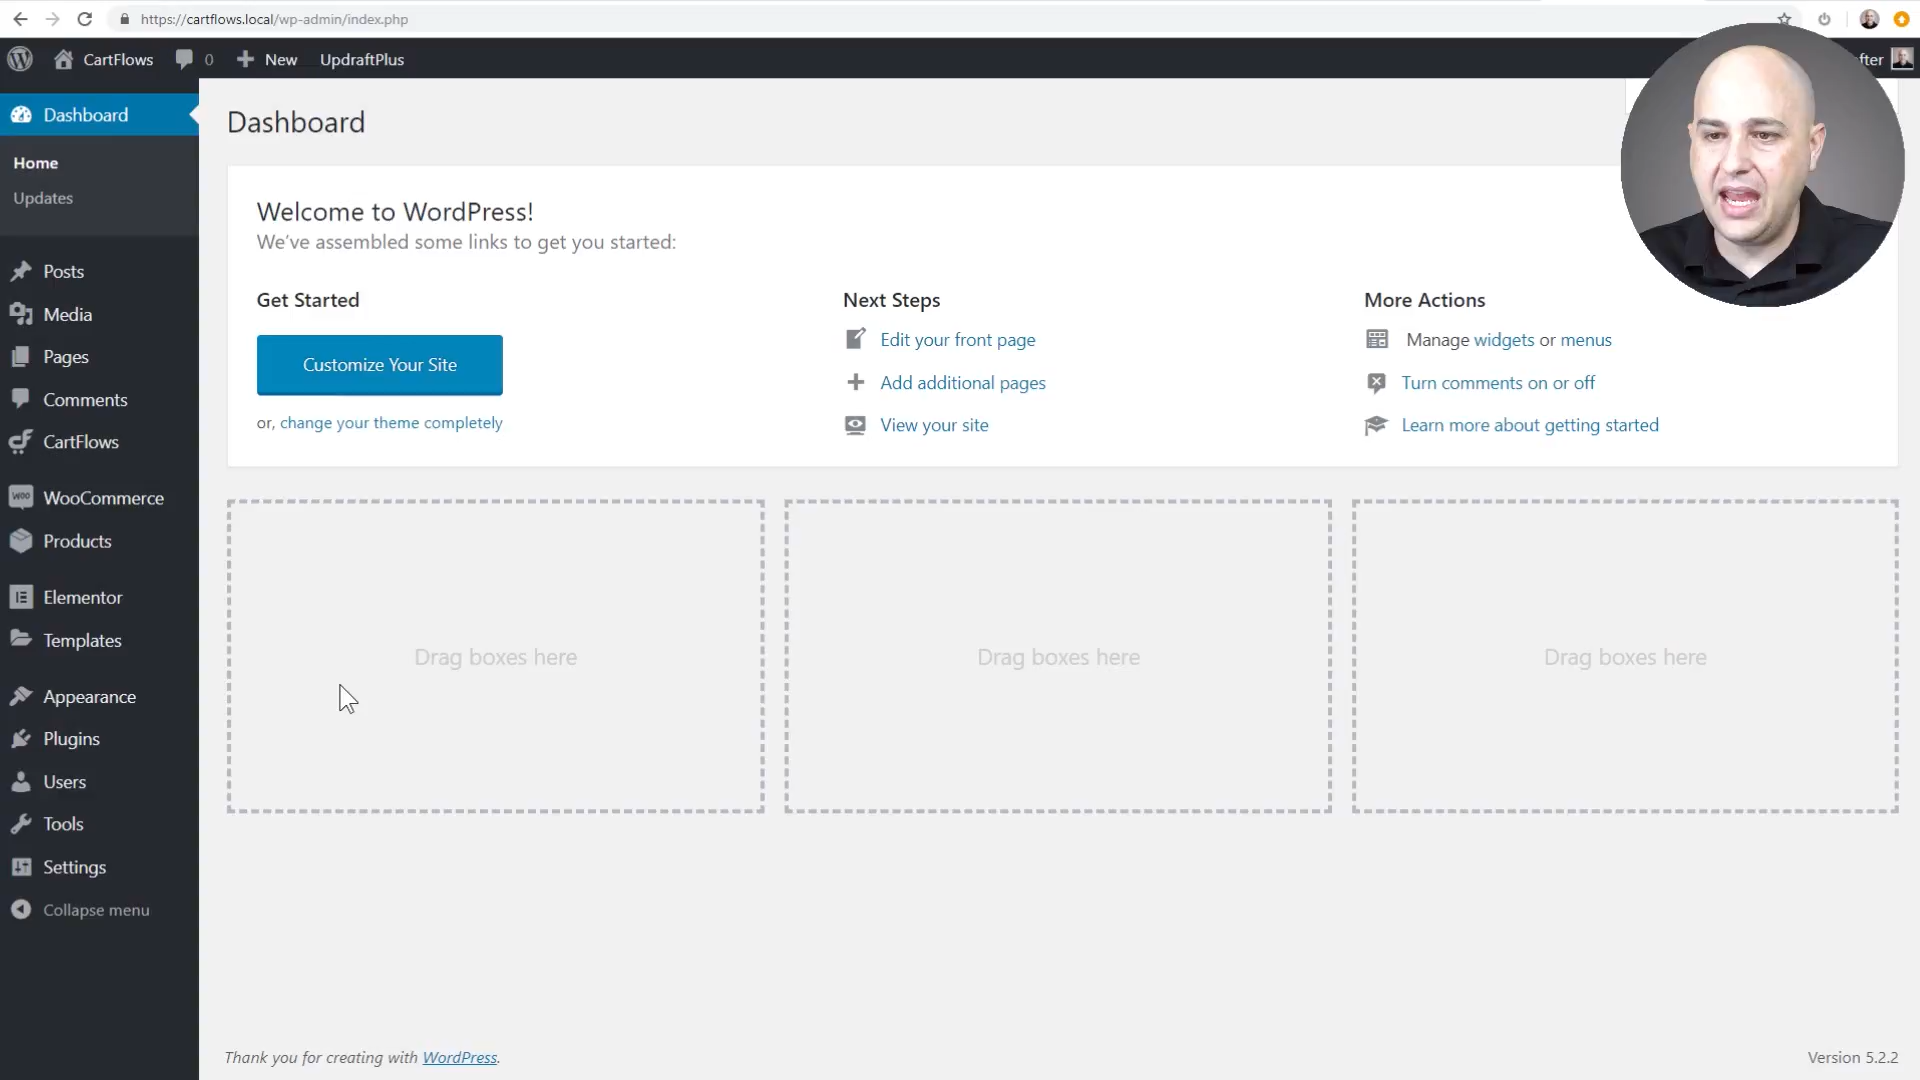 https://cartflows.local/wp-admin/index.php
CartFlows 0 New UpdraftPlus
Dashboard
Home
Updates
Posts
Media
Pages
Comments
CartFlows
WooCommerce
Products
Elementor
Templates
Appearance
Plugins
Users
Tools
Settings
Collapse menu
Dashboard
Welcome to WordPress!
We've assembled some links to get you started:
Get Started
Customize Your Site
or, change your theme completely
Next Steps
Edit your front page
Add additional pages
View your site
More Actions
Manage widgets or menus
Turn comments on or off
Learn more about getting started
Drag boxes here
Drag boxes here
Drag boxes here
Thank you for creating with WordPress.
Version 5.2.2